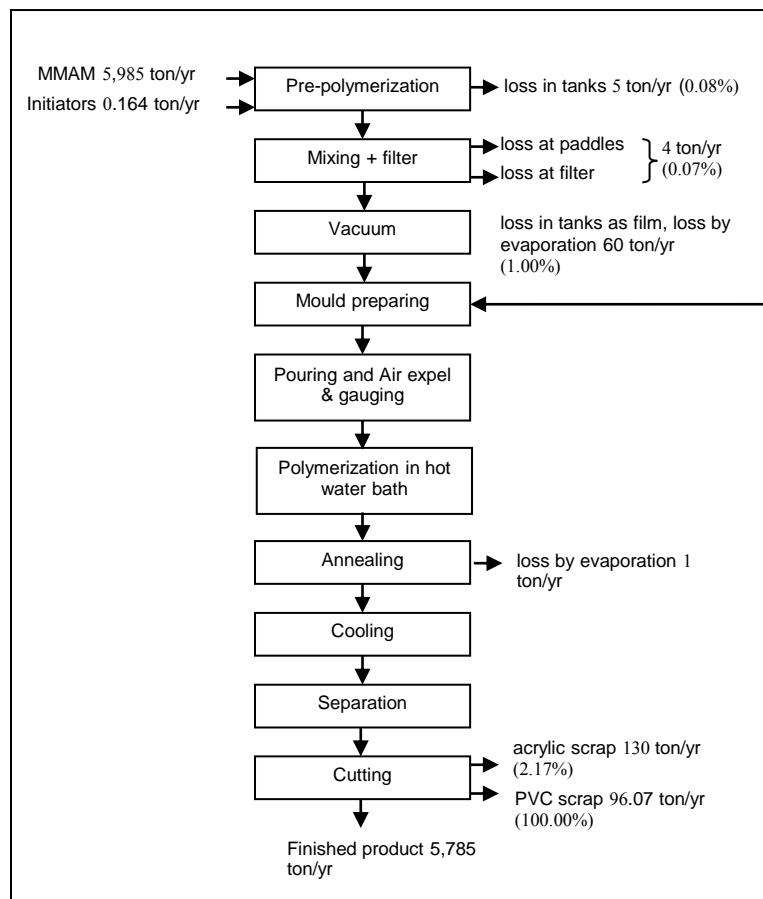 MMAM 5,985 ton/yr
Initiators 0.164 ton/yr
Pre-polymerization
loss in tanks 5 ton/yr (0.08%)
Mixing + filter
loss at paddles
loss at filter
4 ton/yr
(0.07%)
Vacuum
loss in tanks as film, loss by
evaporation 60 ton/yr
(1.00%)
Mould preparing
Pouring and Air expel
& gauging
Polymerization in hot
water bath
Annealing
loss by evaporation 1
ton/yr
Cooling
Separation
Cutting
acrylic scrap 130 ton/yr
(2.17%)
PVC scrap 96.07 ton/yr
(100.00%)
Finished product 5,785
ton/yr